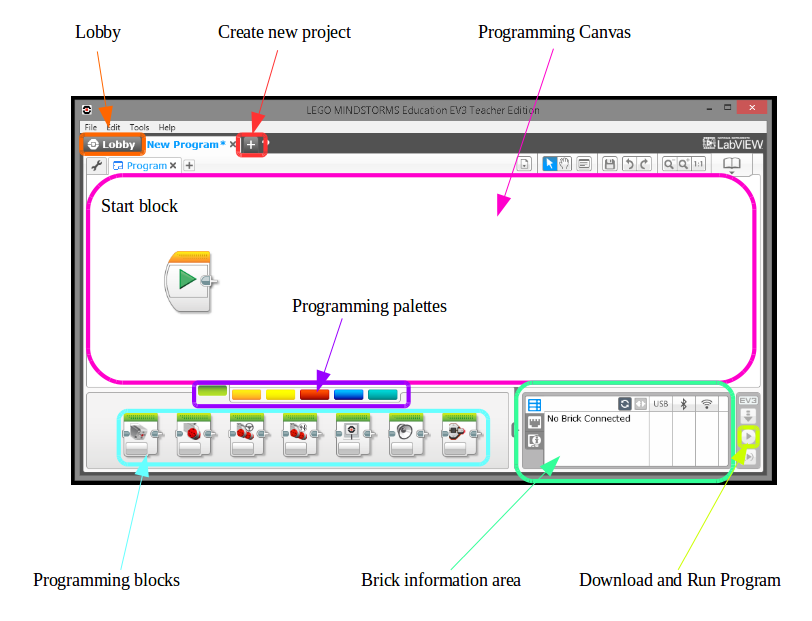 Lobby
Create new project
Programming Canvas
LEGO MINDSTORMS Education EV3 Teacher Edition
File Edit Tools Help
Lobby
New Program*
LabVIEW
Program
1:1
Start block
Programming palettes
USB
EV3
No Brick Connected
Programming blocks
Brick information area
Download and Run Program